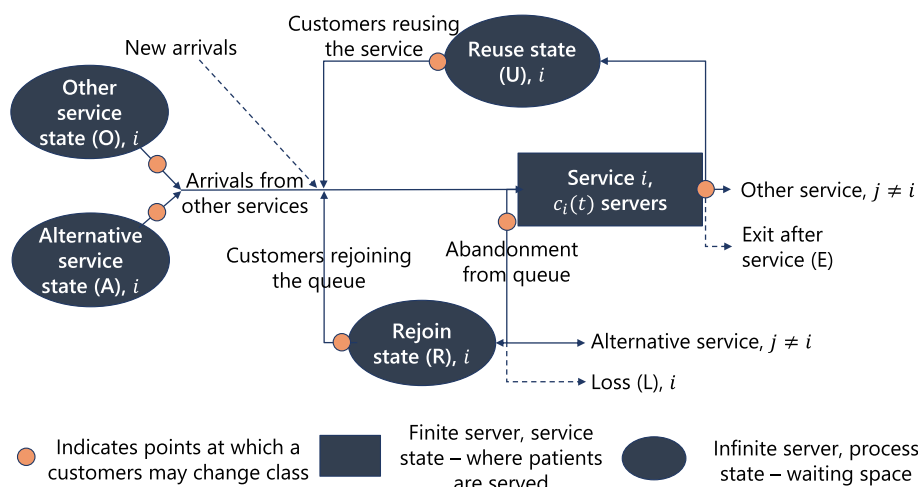 New arrivals
Customers reusing
the service
Reuse state
(U), i
Other
service
state (O), i
Arrivals from
other services
Service i,
c_i(t) servers
Other service, j ≠ i
Alternative
service
state (A), i
Customers rejoining
the queue
Abandonment
from queue
Exit after
service (E)
Rejoin
state (R), i
Alternative service, j ≠ i
Loss (L), i
Indicates points at which a
customers may change class
Finite server, service
state – where patients
are served
Infinite server, process
state – waiting space